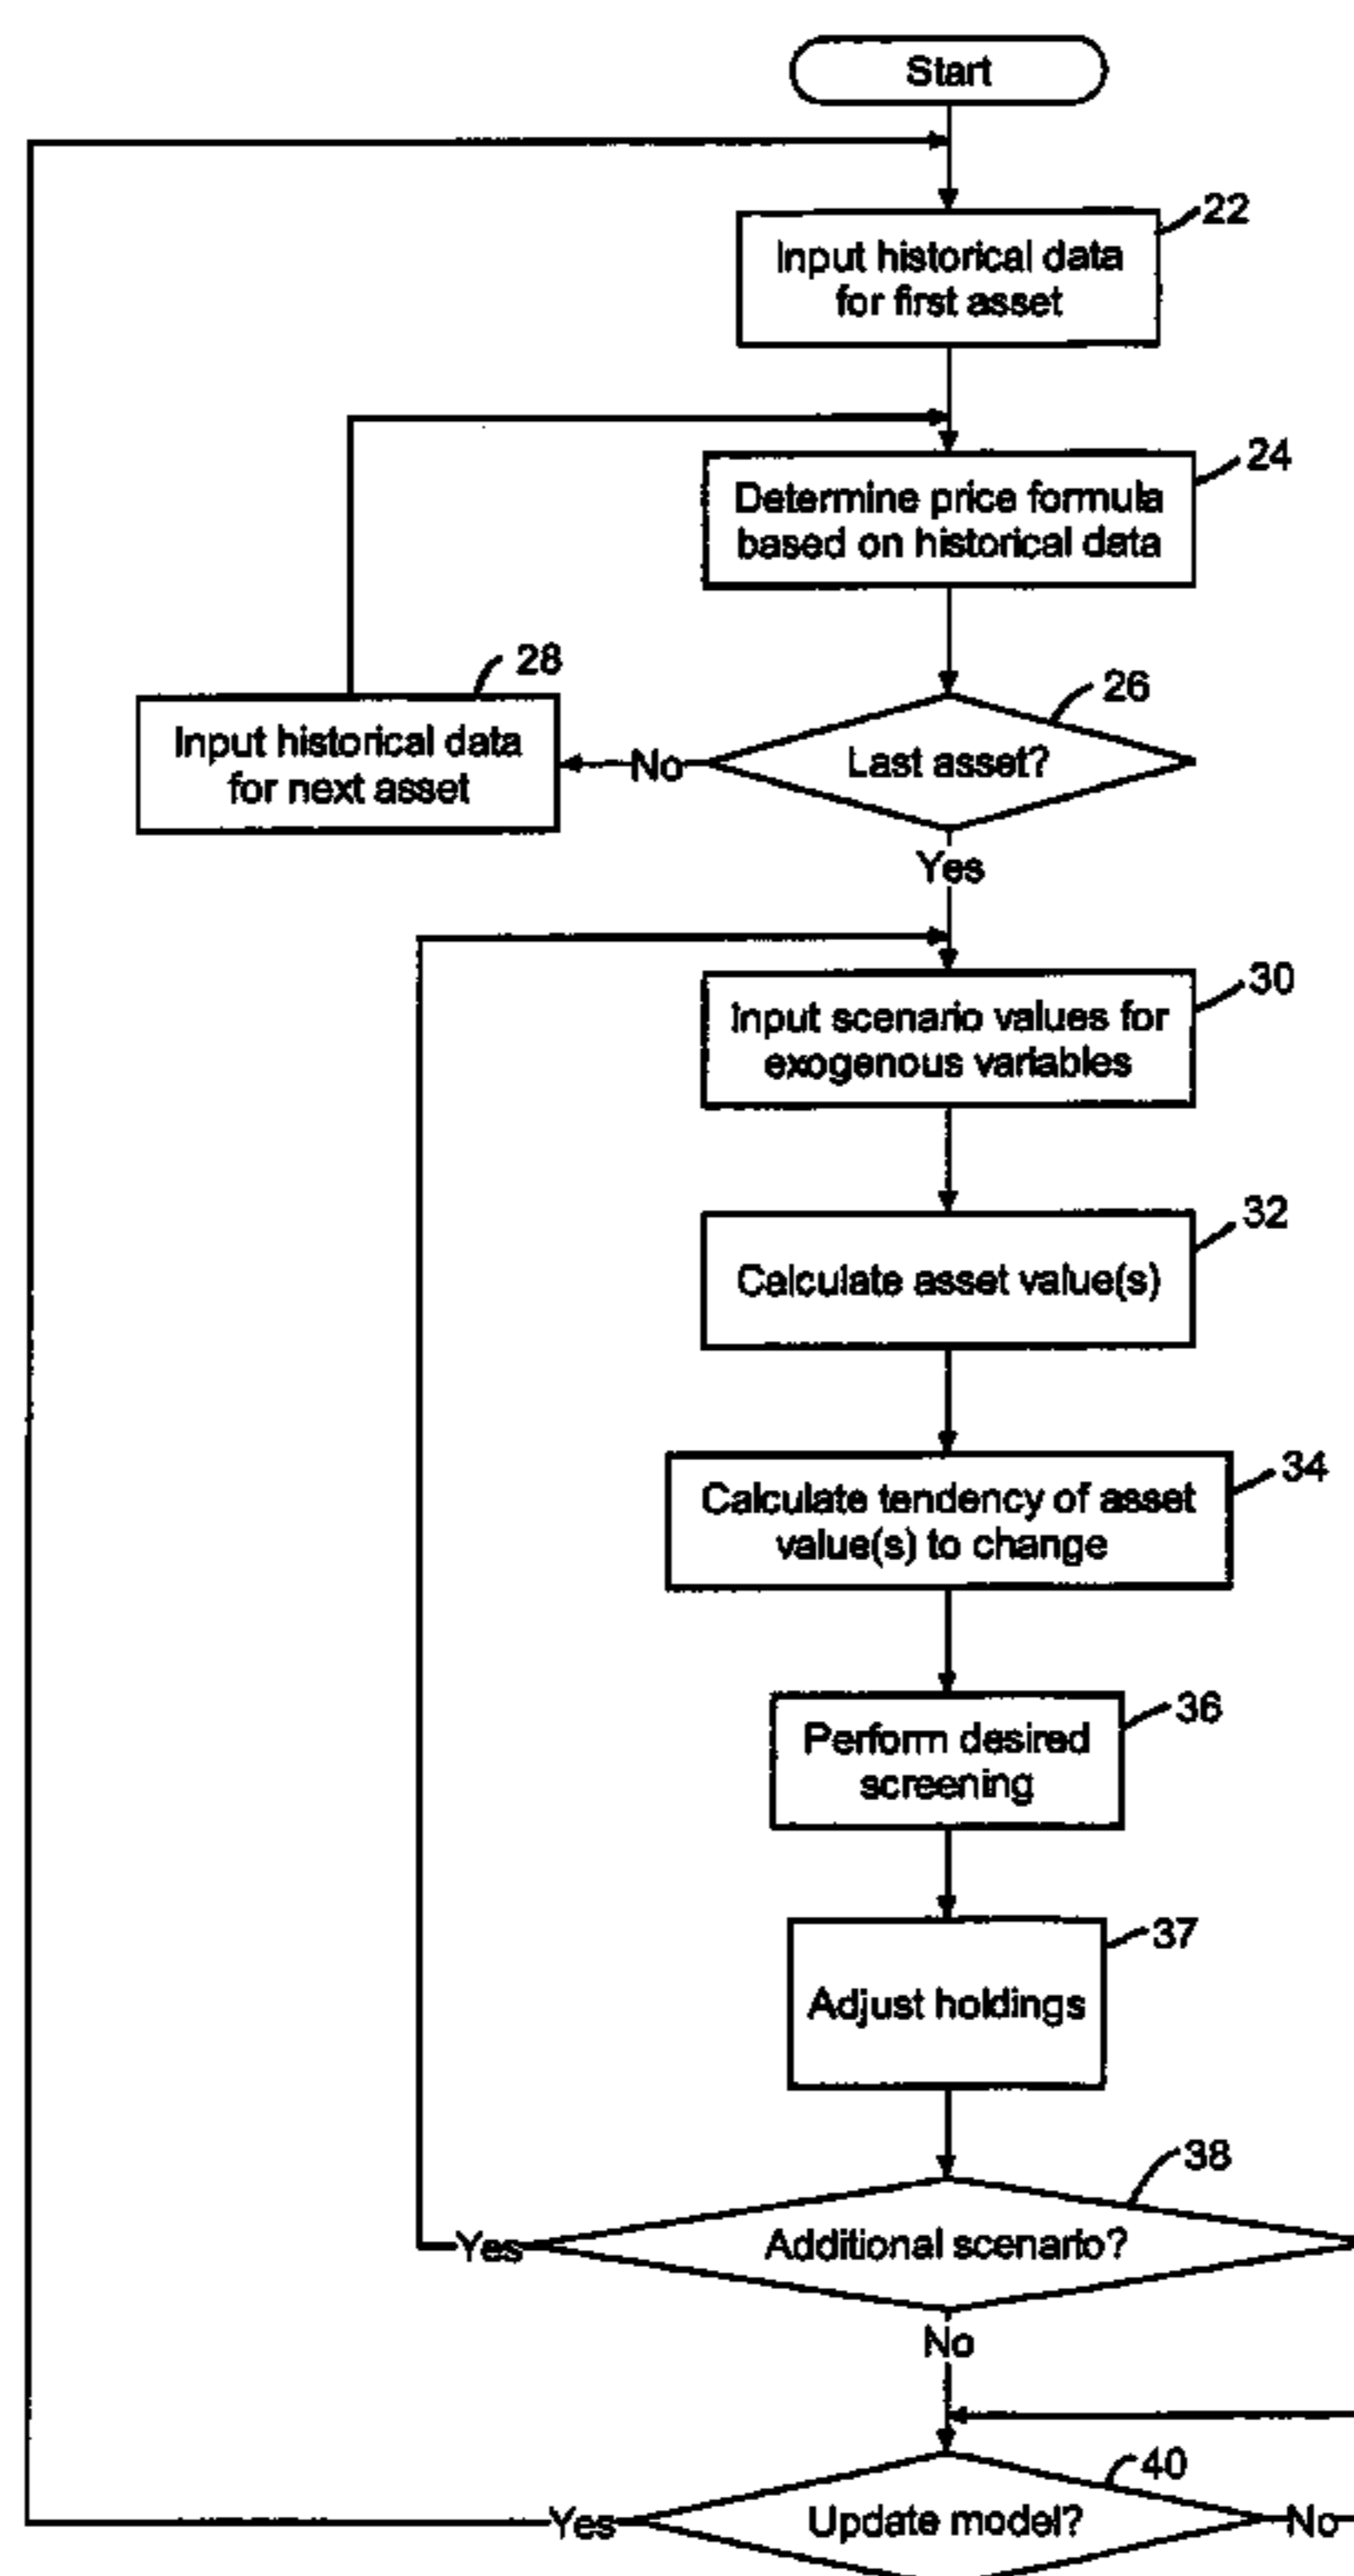 Start
22
Input historical data
for first asset
24
Determine price formula
based on historical data
28
Input historical data
for next asset
No
26
Last asset?
Yes
30
Input scenario values for
exogenous variables
32
Calculate asset value(s)
34
Calculate tendency of asset
value(s) to change
36
Perform desired
screening
37
Adjust holdings
38
Yes
Additional scenario?
No
40
Yes
Update model?
No